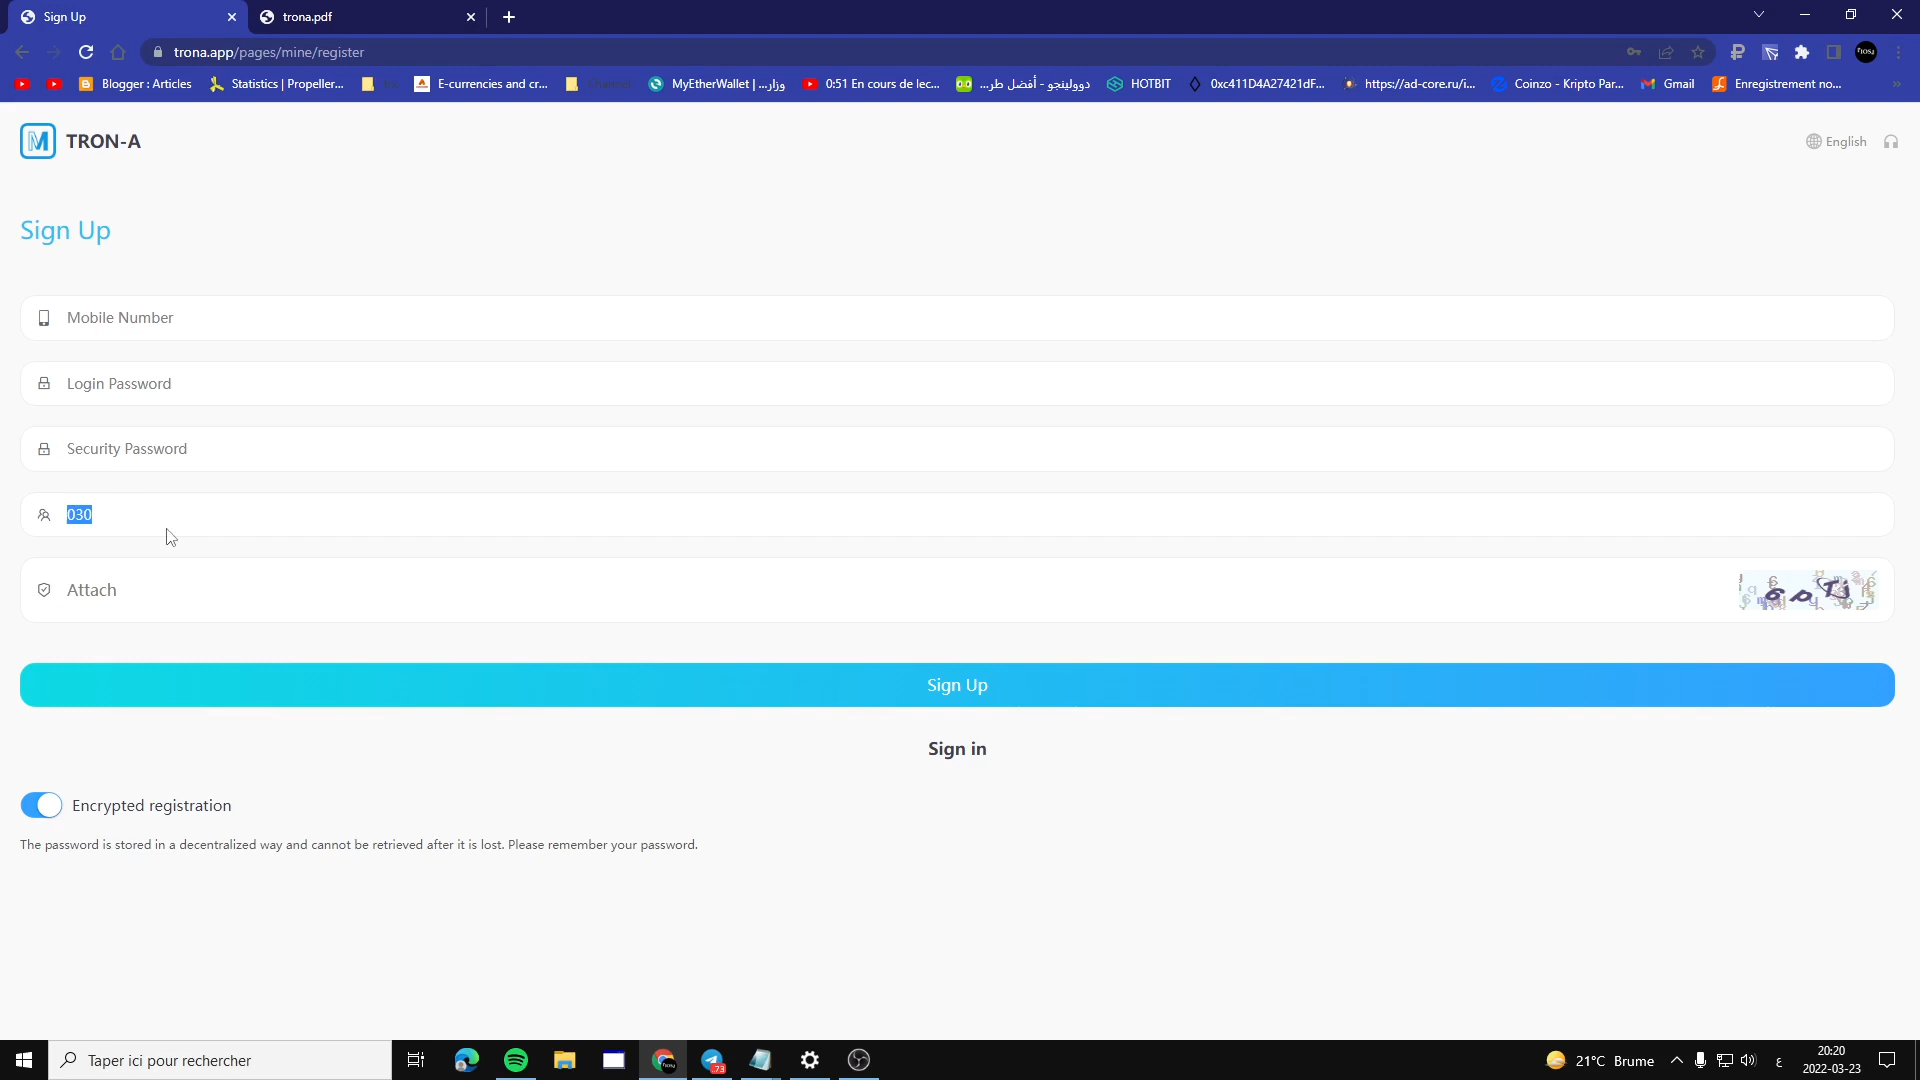 Sign Up
trona.pdf
trona.app/pages/mine/register
Blogger : Articles
Statistics | Propeller...
E-currencies and cr...
Channel
MyEtherWallet | وزار...
0:51 En cours de lec...
دوولينجو - أفضل طر...
HOTBIT
0xc411D4A27421dF...
https://ad-core.ru/i...
Coinzo - Kripto Par...
Gmail
Enregistrement no...
TRON-A
English
Sign Up
Mobile Number
Login Password
Security Password
030
Attach
Sign Up
Sign in
Encrypted registration
The password is stored in a decentralized way and cannot be retrieved after it is lost. Please remember your password.
Taper ici pour rechercher
73
21°C Brume
ع
20:20
2022-03-23